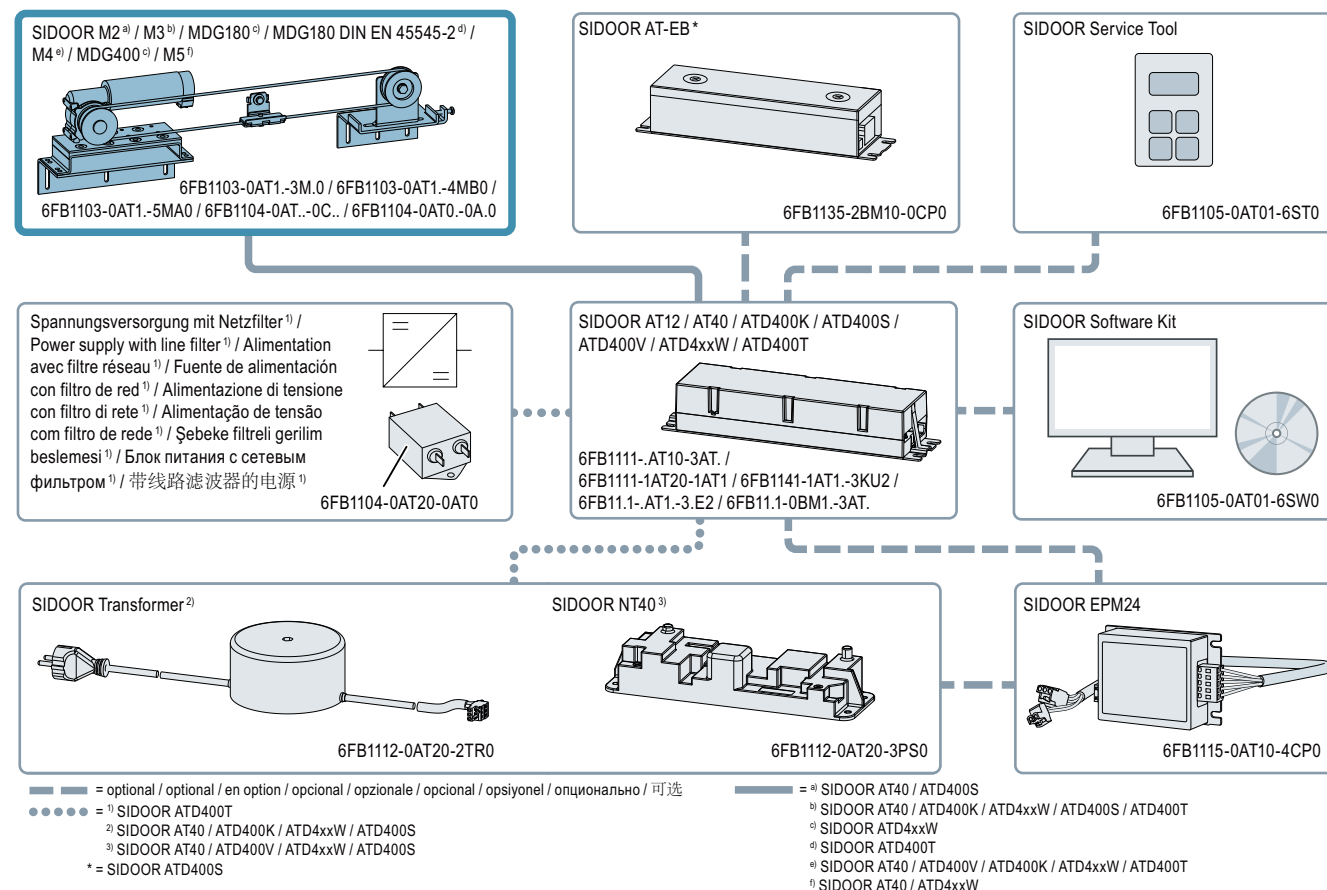 SIDOOR M2 a) / M3 b) / MDG180 c) / MDG180 DIN EN 45545-2 d) /
M4 e) / MDG400 c) / M5 f)
6FB1103-0AT1.-3M.0 / 6FB1103-0AT1.-4MB0 /
6FB1103-0AT1.-5MA0 / 6FB1104-0AT..-0C.. / 6FB1104-0AT0.-0A.0
SIDOOR AT-EB *
6FB1135-2BM10-0CP0
SIDOOR Service Tool
6FB1105-0AT01-6ST0
Spannungsversorgung mit Netzfilter 1) /
Power supply with line filter 1) / Alimentation
avec filtre réseau 1) / Fuente de alimentación
con filtro de red 1) / Alimentazione di tensione
con filtro di rete 1) / Alimentação de tensão
com filtro de rede 1) / Şebeke filtreli gerilim
beslemesi 1) / Блок питания с сетевым
фильтром 1) / 带线路滤波器的电源 1)
6FB1104-0AT20-0AT0
SIDOOR AT12 / AT40 / ATD400K / ATD400S /
ATD400V / ATD4xxW / ATD400T
6FB1111-.AT10-3AT. /
6FB1111-1AT20-1AT1 / 6FB1141-1AT1.-3KU2 /
6FB11.1-.AT1.-3.E2 / 6FB11.1-0BM1.-3AT.
SIDOOR Software Kit
6FB1105-0AT01-6SW0
SIDOOR Transformer 2)
6FB1112-0AT20-2TR0
SIDOOR NT40 3)
6FB1112-0AT20-3PS0
SIDOOR EPM24
6FB1115-0AT10-4CP0
= optional / optional / en option / opcional / opzionale / opcional / opsiyonel / опционально / 可选
= 1) SIDOOR ATD400T
2) SIDOOR AT40 / ATD400K / ATD4xxW / ATD400S
3) SIDOOR AT40 / ATD400V / ATD4xxW / ATD400S
* = SIDOOR ATD400S
= a) SIDOOR AT40 / ATD400S
b) SIDOOR AT40 / ATD400K / ATD4xxW / ATD400S / ATD400T
c) SIDOOR ATD4xxW
d) SIDOOR ATD400T
e) SIDOOR AT40 / ATD400V / ATD400K / ATD4xxW / ATD400T
f) SIDOOR AT40 / ATD4xxW